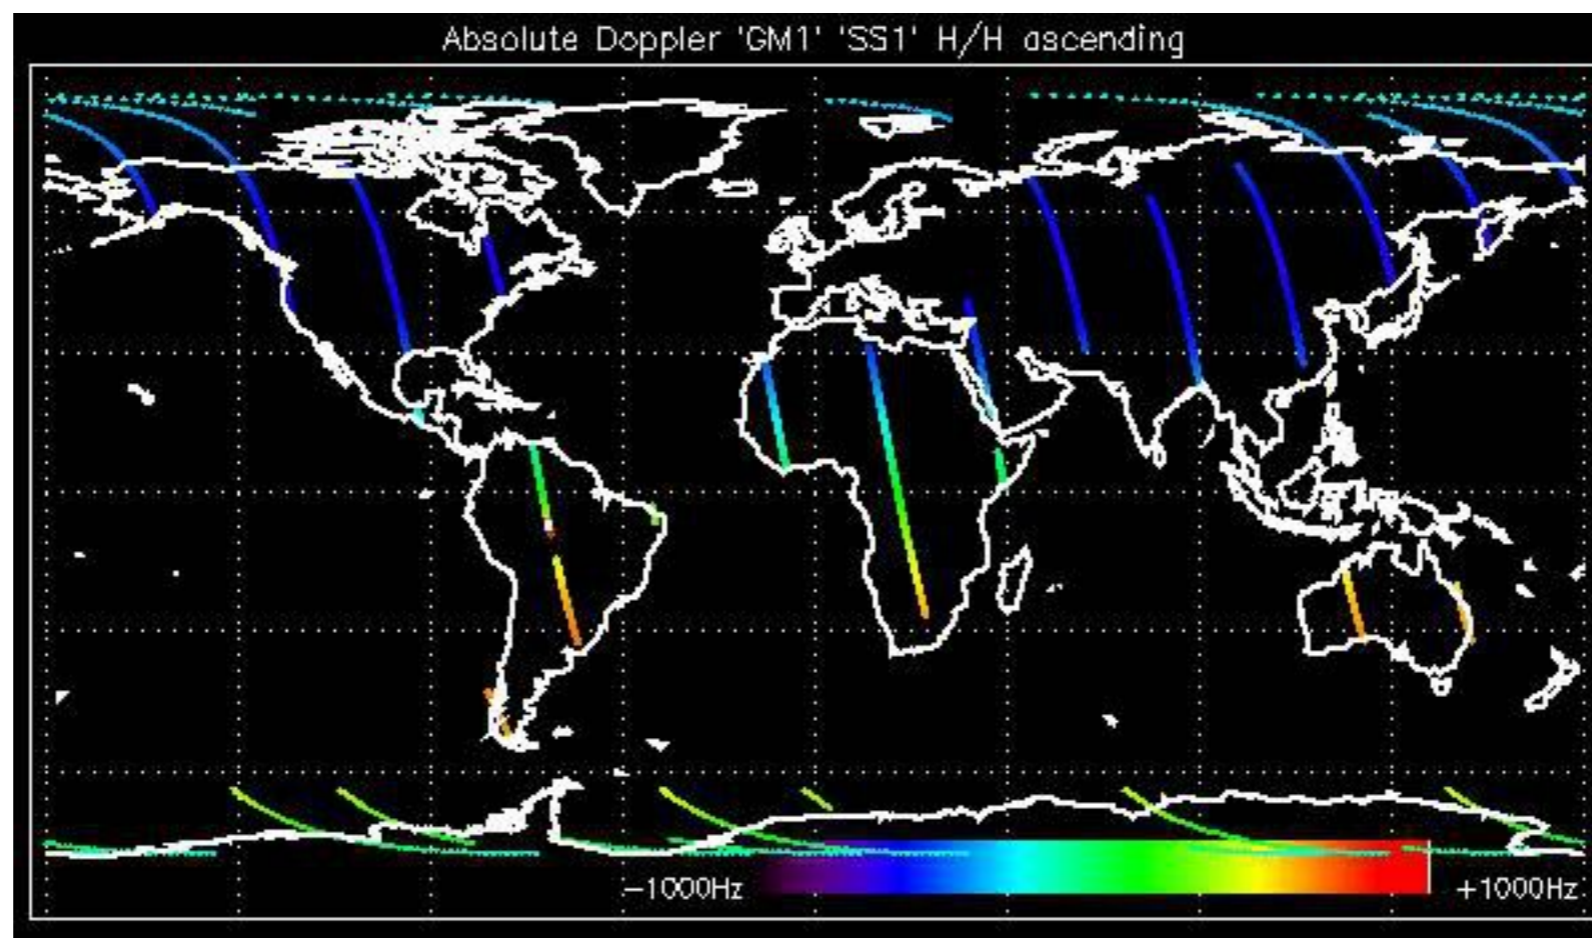 Absolute Doppler 'GM1' 'SS1' H/H ascending
-1000Hz +1000Hz